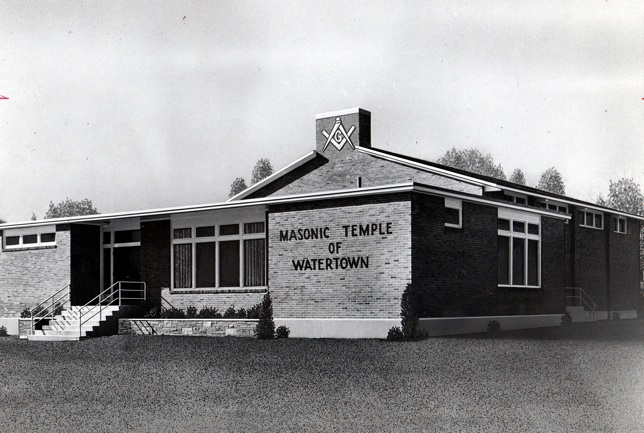 G
MASONIC TEMPLE
OF
WATERTOWN